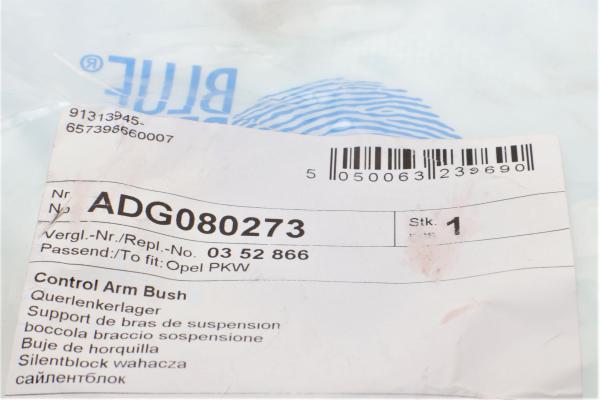 BLUE®
91313945-
657398660007
5 050063 239690
Nr.
No
ADG080273
Stk.
1
Vergl.-Nr./Repl.-No. 03 52 866
Passend:/To fit: Opel PKW
Control Arm Bush
Querlenkerlager
Support de bras de suspension
boccola braccio sospensione
Buje de horquilla
Silentblock wahacza
сайлентблок